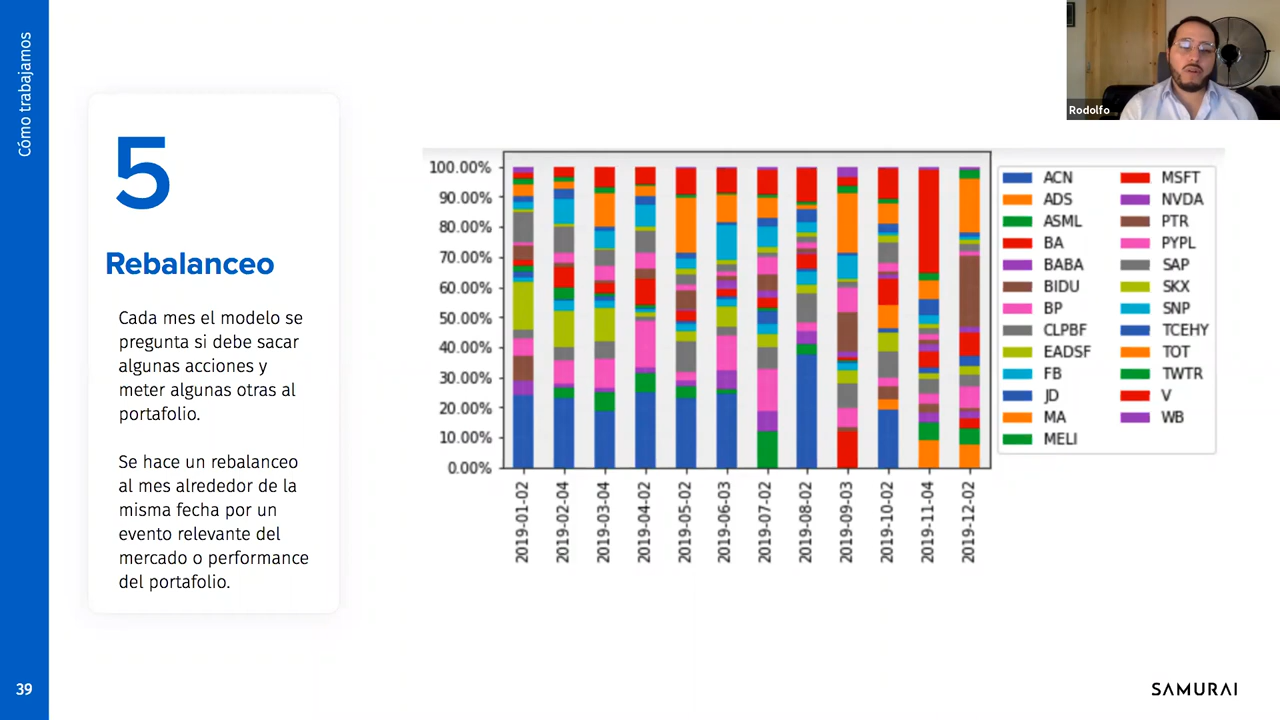 Cómo trabajamos
5
Rebalanceo
Cada mes el modelo se
pregunta si debe sacar
algunas acciones y
meter algunas otras al
portafolio.
Se hace un rebalanceo
al mes alrededor de la
misma fecha por un
evento relevante del
mercado o performance
del portafolio.
39
100.00%
90.00%
80.00%
70.00%
60.00%
50.00%
40.00%
30.00%
20.00%
10.00%
0.00%
2019-01-02
2019-02-04
2019-03-04
2019-04-02
2019-05-02
2019-06-03
2019-07-02
2019-08-02
2019-09-03
2019-10-02
2019-11-04
2019-12-02
ACN
ADS
ASML
BA
BABA
BIDU
BP
CLPBF
EADSF
FB
JD
MA
MELI
MSFT
NVDA
PTR
PYPL
SAP
SKX
SNP
TCEHY
TOT
TWTR
V
WB
Rodolfo
SAMURAI